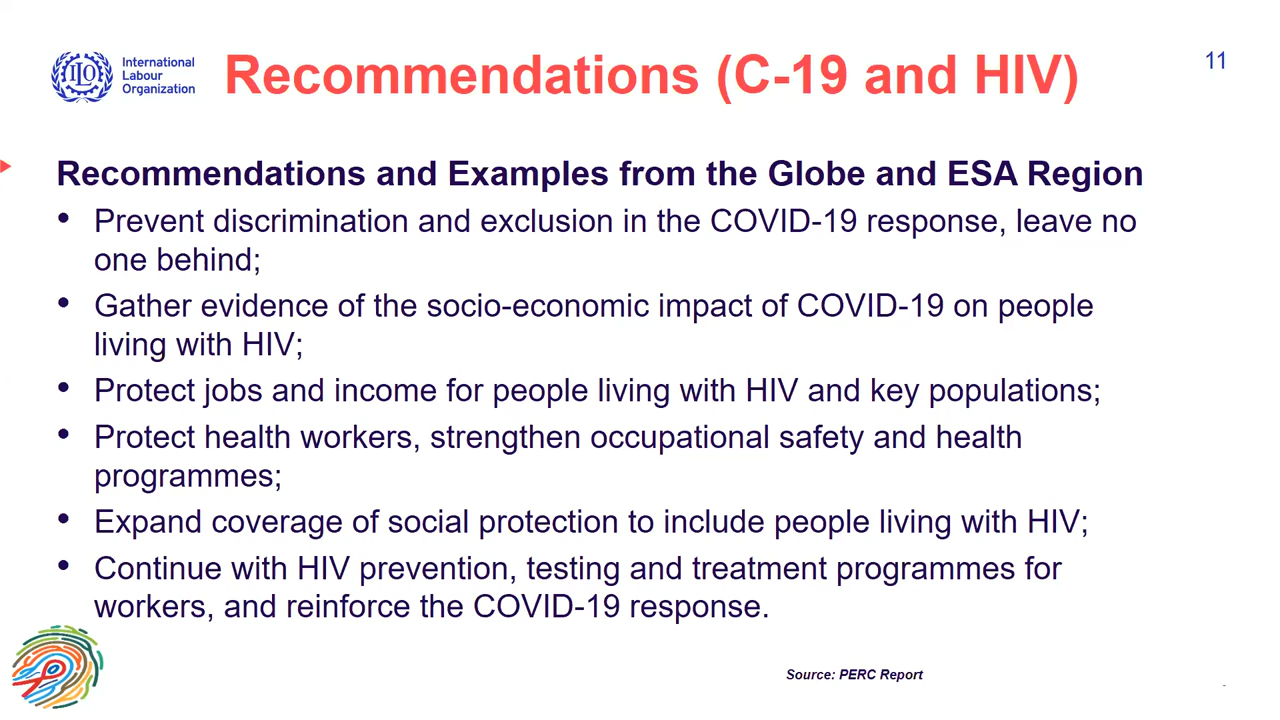 International
Labour
Organization
Recommendations (C-19 and HIV)
11
Recommendations and Examples from the Globe and ESA Region
• Prevent discrimination and exclusion in the COVID-19 response, leave no
one behind;
• Gather evidence of the socio-economic impact of COVID-19 on people
living with HIV;
• Protect jobs and income for people living with HIV and key populations;
• Protect health workers, strengthen occupational safety and health
programmes;
• Expand coverage of social protection to include people living with HIV;
• Continue with HIV prevention, testing and treatment programmes for
workers, and reinforce the COVID-19 response.
Source: PERC Report